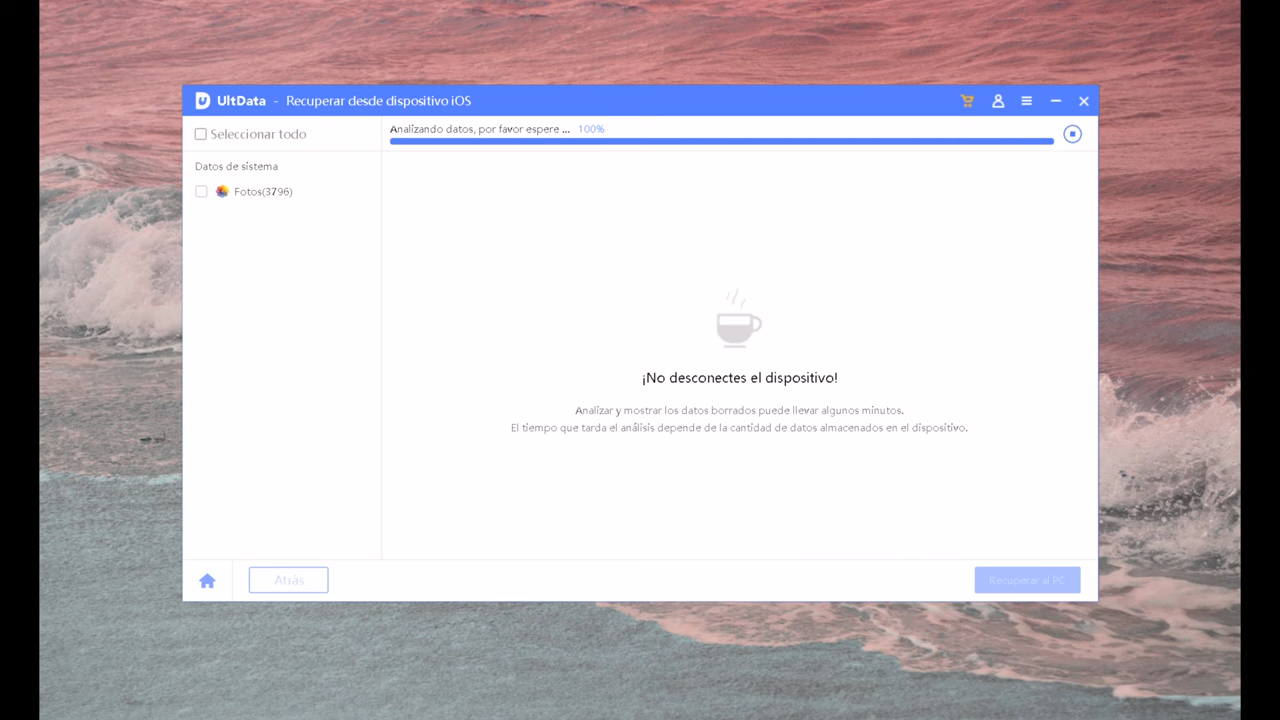 UltData - Recuperar desde dispositivo iOS
Seleccionar todo
Analizando datos, por favor espere ... 100%
Datos de sistema
Fotos(3796)
¡No desconectes el dispositivo!
Analizar y mostrar los datos borrados puede llevar algunos minutos.
El tiempo que tarda el análisis depende de la cantidad de datos almacenados en el dispositivo.
Atrás
Recuperar al PC